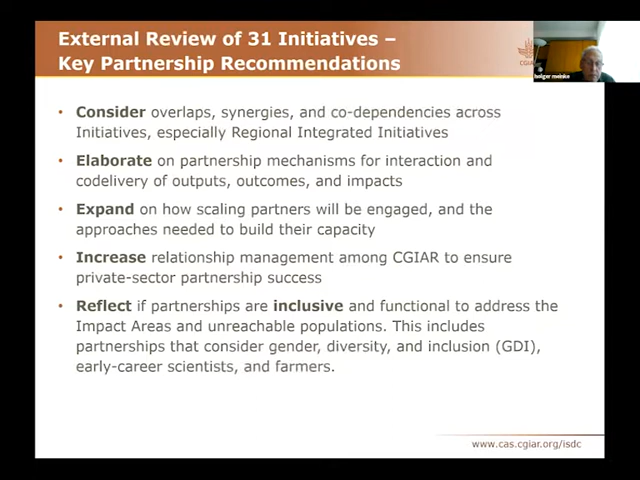 External Review of 31 Initiatives –
Key Partnership Recommendations
CGIAR
holger meinke
• Consider overlaps, synergies, and co-dependencies across
Initiatives, especially Regional Integrated Initiatives
• Elaborate on partnership mechanisms for interaction and
codelivery of outputs, outcomes, and impacts
• Expand on how scaling partners will be engaged, and the
approaches needed to build their capacity
• Increase relationship management among CGIAR to ensure
private-sector partnership success
• Reflect if partnerships are inclusive and functional to address the
Impact Areas and unreachable populations. This includes
partnerships that consider gender, diversity, and inclusion (GDI),
early-career scientists, and farmers.
www.cas.cgiar.org/isdc